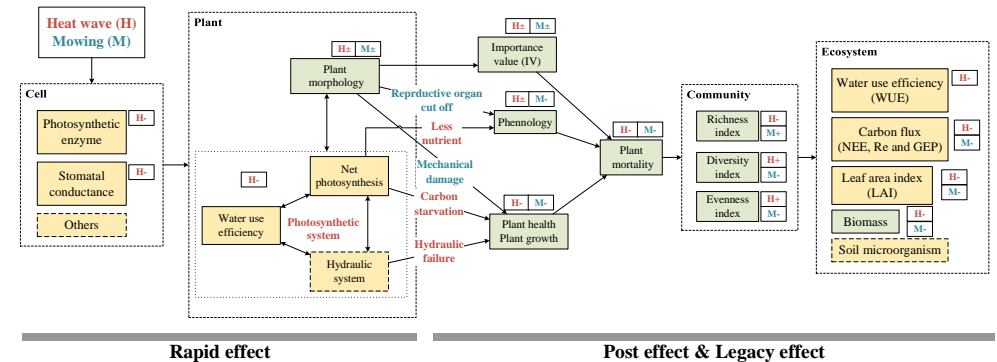 Heat wave (H)
Mowing (M)
Cell
Photosynthetic
enzyme
H-
Stomatal
conductance
H-
Others
Plant
H± M±
Plant
morphology
H-
Net
photosynthesis
Water use
efficiency
Photosynthetic
system
Hydraulic
system
Reprductive organ
cut off
Less
nutrient
Mechanical
damage
Carbon
starvation
Hydraulic
failure
H± M±
Importance
value (IV)
H± M-
Phennology
H- M-
Plant health
Plant growth
H- M-
Plant
mortality
Community
Richness
index
H-
M+
Diversity
index
H+
M-
Evenness
index
H+
M-
Ecosystem
Water use efficiency
(WUE)
H-
Carbon flux
(NEE, Re and GEP)
H-
M-
Leaf area index
(LAI)
H-
M-
Biomass
H-
M-
Soil microorganism
Rapid effect
Post effect & Legacy effect